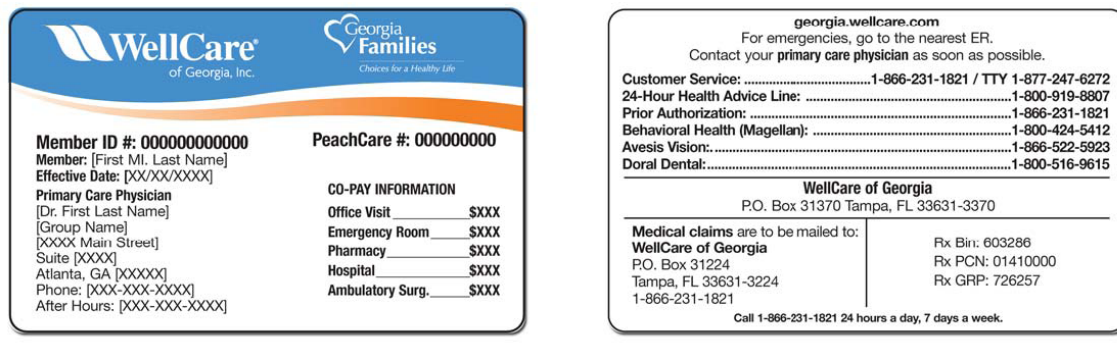 WellCare®
of Georgia, Inc.
Georgia
Families
Choices for a Healthy Life
Member ID #: 000000000000
Member: [First MI. Last Name]
Effective Date: [XX/XX/XXXX]
Primary Care Physician
[Dr. First Last Name]
[Group Name]
[XXXX Main Street]
Suite [XXXX]
Atlanta, GA [XXXXX]
Phone: [XXX-XXX-XXXX]
After Hours: [XXX-XXX-XXXX]
PeachCare #: 000000000
CO-PAY INFORMATION
Office Visit $XXX
Emergency Room $XXX
Pharmacy $XXX
Hospital $XXX
Ambulatory Surg. $XXX
georgia.wellcare.com
For emergencies, go to the nearest ER.
Contact your primary care physician as soon as possible.
Customer Service: 1-866-231-1821 / TTY 1-877-247-6272
24-Hour Health Advice Line: 1-800-919-8807
Prior Authorization: 1-866-231-1821
Behavioral Health (Magellan): 1-800-424-5412
Avesis Vision: 1-866-522-5923
Doral Dental: 1-800-516-9615
WellCare of Georgia
P.O. Box 31370 Tampa, FL 33631-3370
Medical claims are to be mailed to:
WellCare of Georgia
P.O. Box 31224
Tampa, FL 33631-3224
1-866-231-1821
Rx Bin: 603286
Rx PCN: 01410000
Rx GRP: 726257
Call 1-866-231-1821 24 hours a day, 7 days a week.